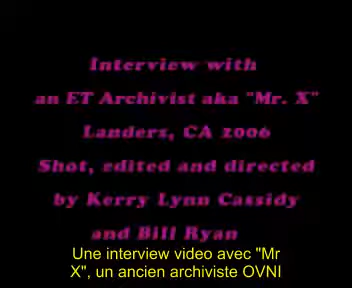 Interview with
an ET Archivist aka "Mr. X"
Landers, CA 2006
Shot, edited and directed
by Kerry Lynn Cassidy
and Bill Ryan
Une interview video avec "Mr
X", un ancien archiviste OVNI